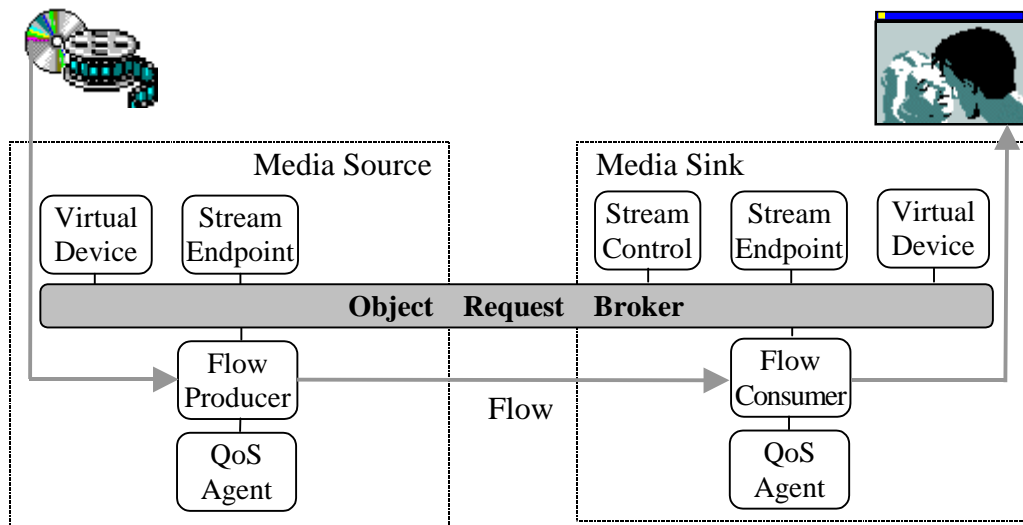 Media Source
Media Sink
Virtual
Device
Stream
Endpoint
Stream
Control
Stream
Endpoint
Virtual
Device
Object Request Broker
Flow
Producer
Flow
Flow
Consumer
QoS
Agent
QoS
Agent